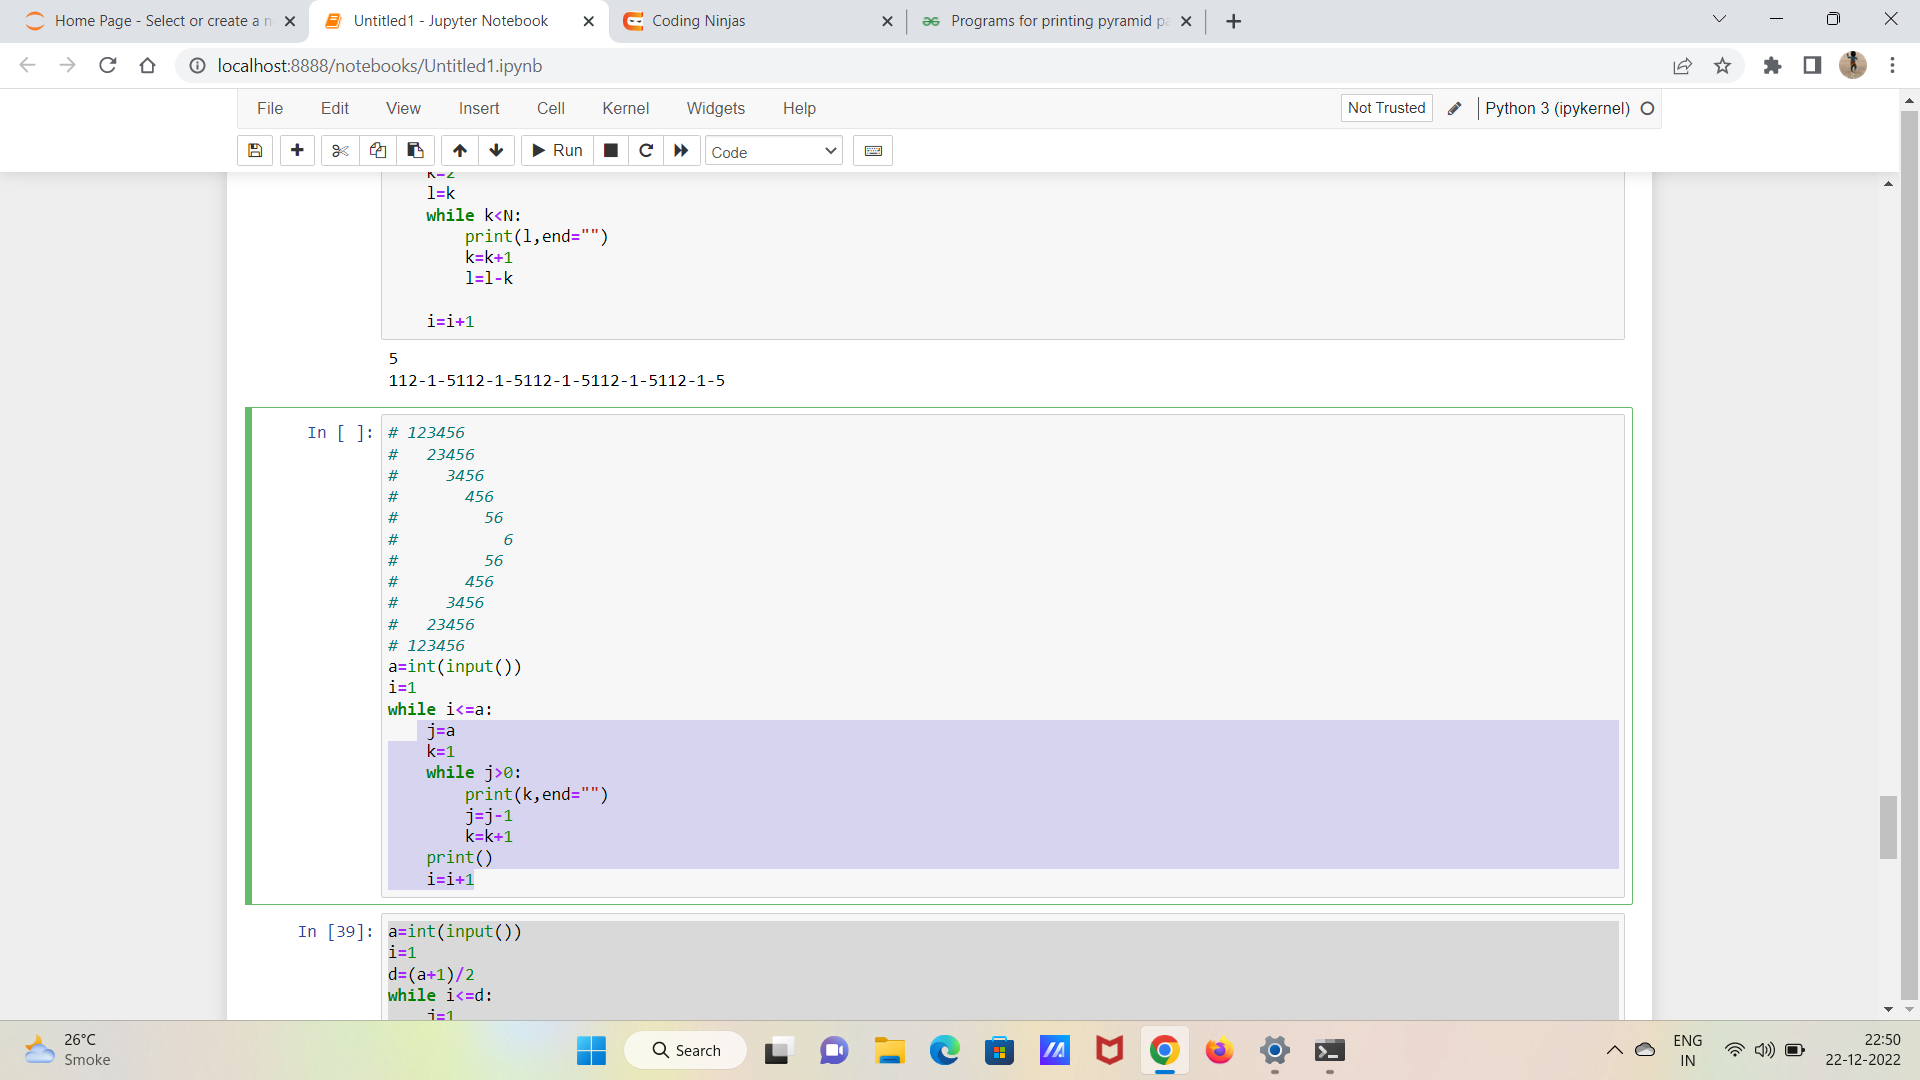 Home Page - Select or create a n
Untitled1 - Jupyter Notebook
Coding Ninjas
Programs for printing pyramid pa
localhost:8888/notebooks/Untitled1.ipynb
File Edit View Insert Cell Kernel Widgets Help
Not Trusted
Python 3 (ipykernel)
Run
Code
k=2
l=k
while k<N:
print(l,end="")
k=k+1
l=l-k
i=i+1
5
112-1-5112-1-5112-1-5112-1-5112-1-5
In [ ]:
# 123456
#   23456
#     3456
#       456
#         56
#           6
#         56
#       456
#     3456
#   23456
# 123456
a=int(input())
i=1
while i<=a:
j=a
k=1
while j>0:
print(k,end="")
j=j-1
k=k+1
print()
i=i+1
In [39]:
a=int(input())
i=1
d=(a+1)/2
while i<=d:
j=1
26°C
Smoke
Search
ENG
IN
22:50
22-12-2022